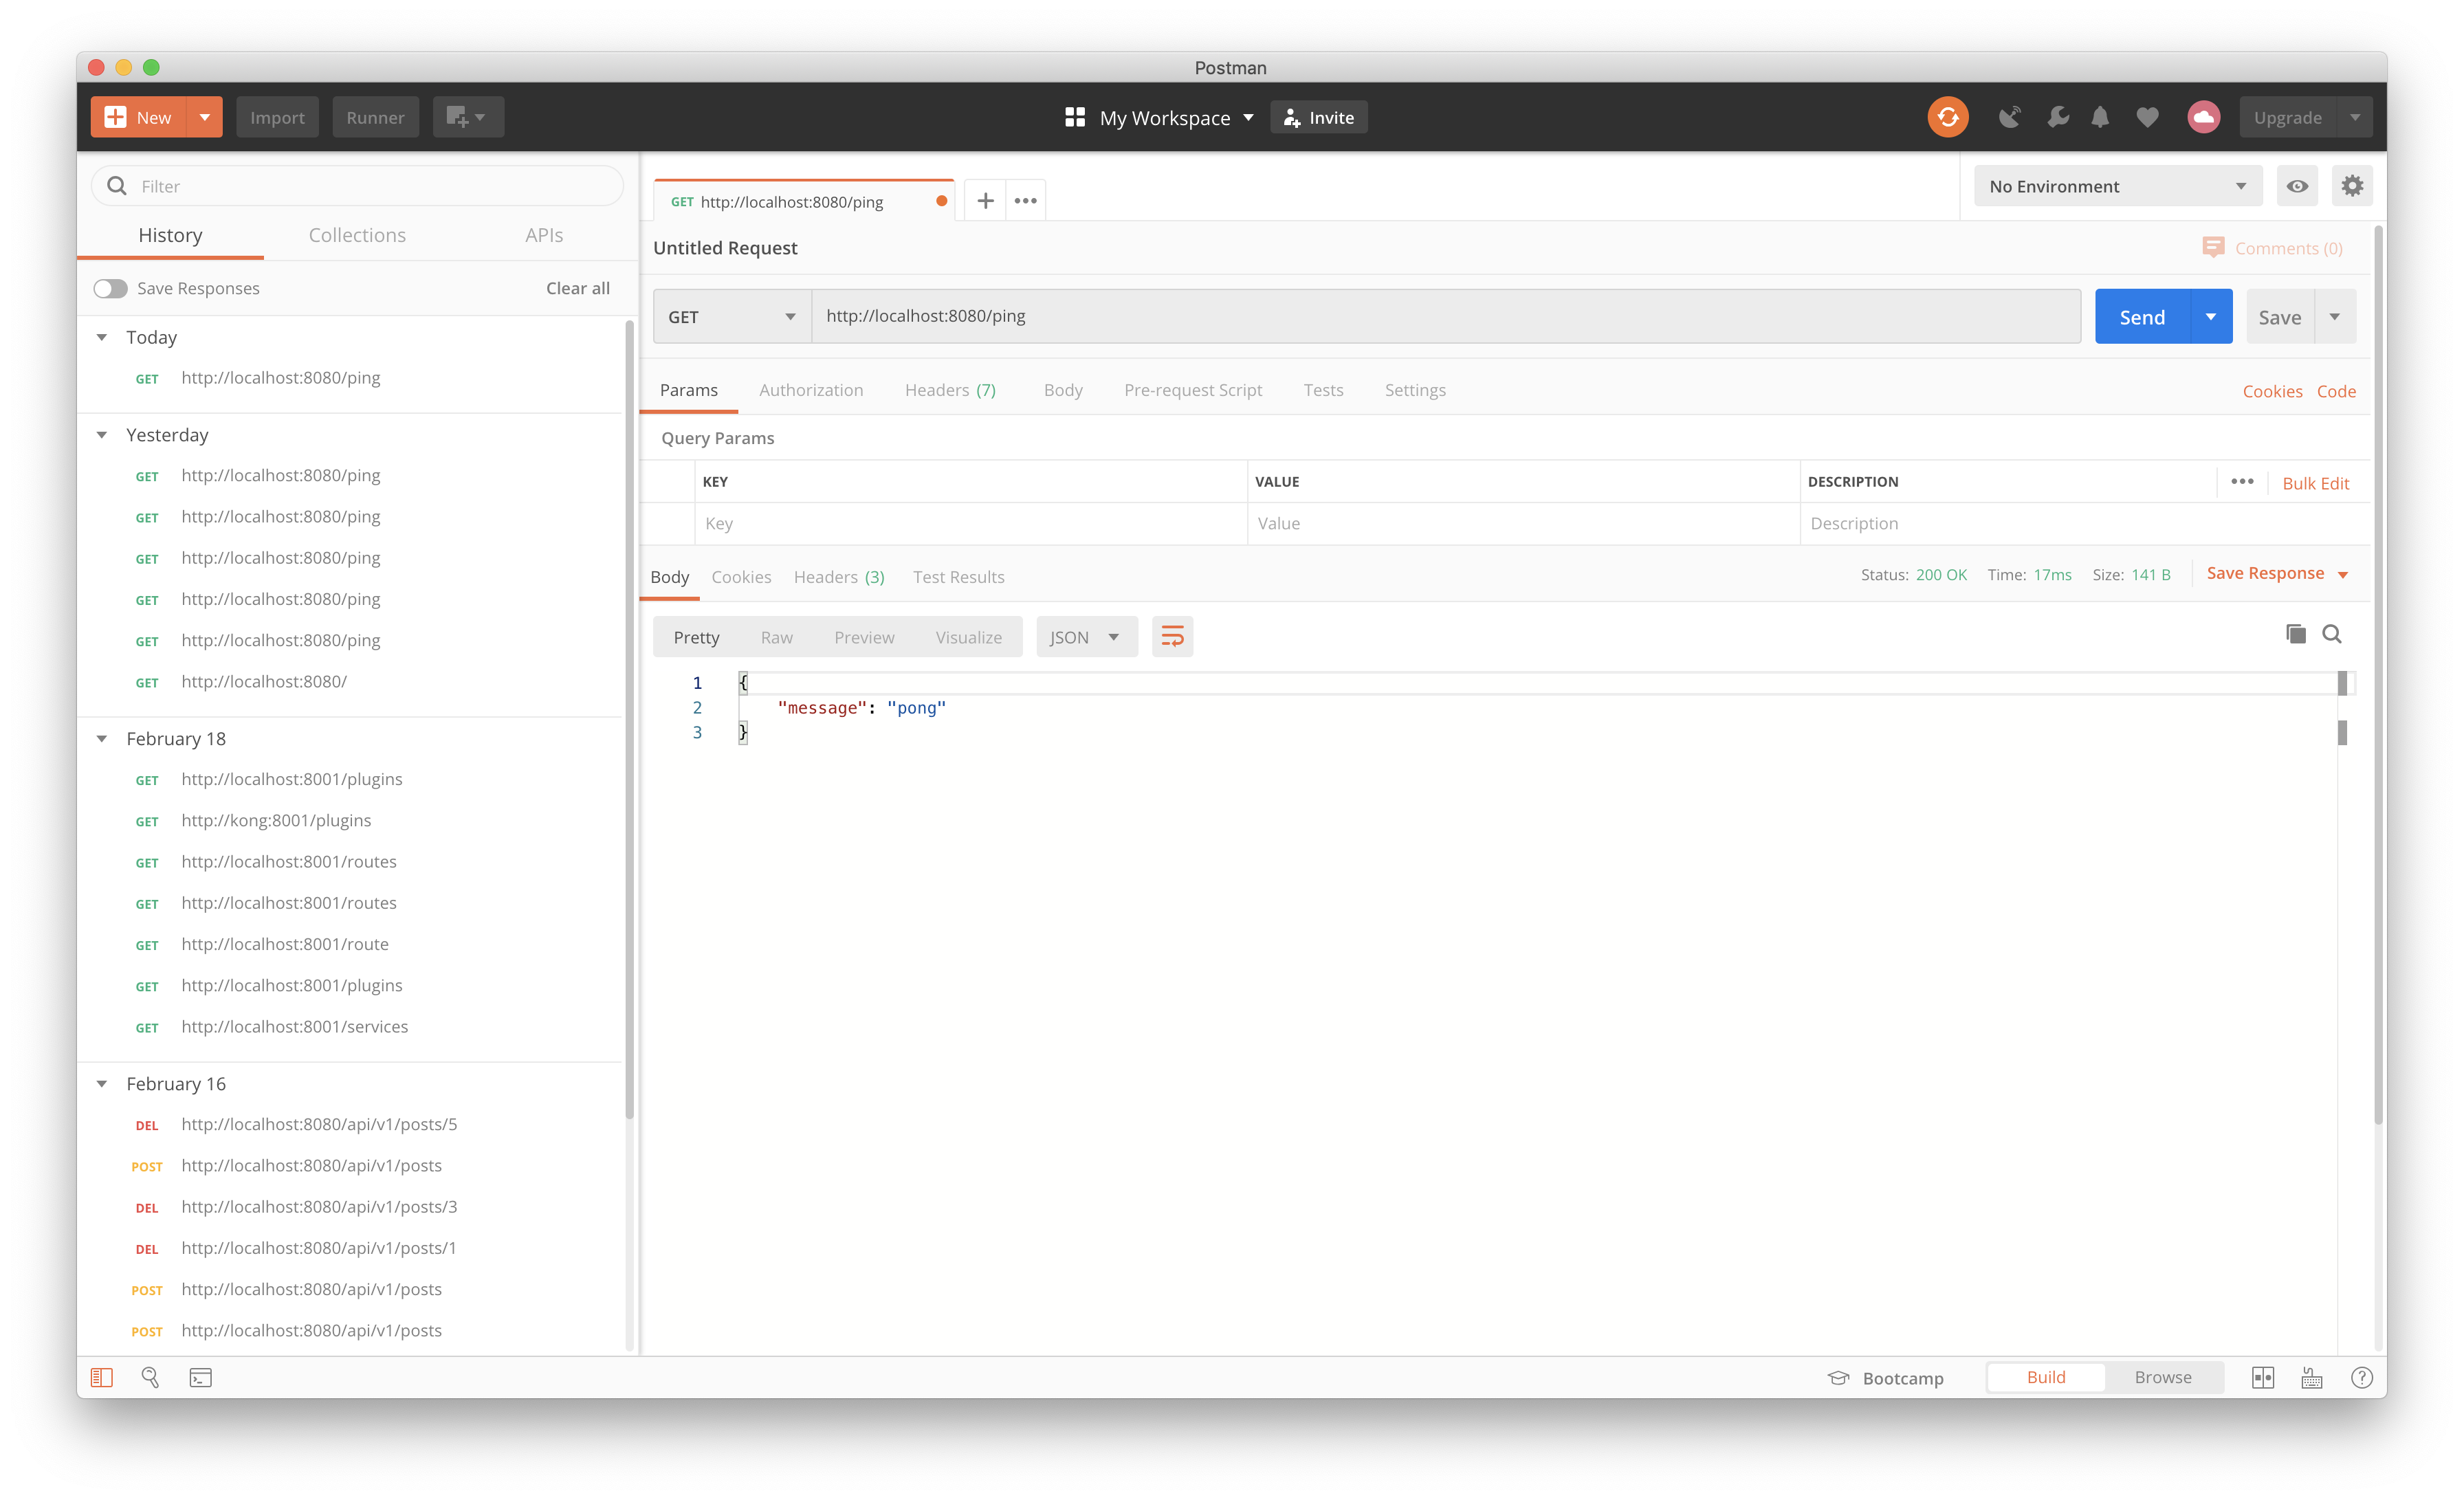 Postman
New
Import
Runner
My Workspace
Invite
Upgrade
Filter
History
Collections
APIs
Save Responses
Clear all
Today
GET http://localhost:8080/ping
Yesterday
GET http://localhost:8080/ping
GET http://localhost:8080/ping
GET http://localhost:8080/ping
GET http://localhost:8080/ping
GET http://localhost:8080/ping
GET http://localhost:8080/
February 18
GET http://localhost:8001/plugins
GET http://kong:8001/plugins
GET http://localhost:8001/routes
GET http://localhost:8001/routes
GET http://localhost:8001/route
GET http://localhost:8001/plugins
GET http://localhost:8001/services
February 16
DEL http://localhost:8080/api/v1/posts/5
POST http://localhost:8080/api/v1/posts
DEL http://localhost:8080/api/v1/posts/3
DEL http://localhost:8080/api/v1/posts/1
POST http://localhost:8080/api/v1/posts
POST http://localhost:8080/api/v1/posts
GET http://localhost:8080/ping
No Environment
Untitled Request
Comments (0)
GET
http://localhost:8080/ping
Send
Save
Params Authorization Headers (7) Body Pre-request Script Tests Settings
Cookies Code
Query Params
KEY VALUE DESCRIPTION
Bulk Edit
Key Value Description
Body Cookies Headers (3) Test Results
Status: 200 OK Time: 17ms Size: 141 B
Save Response
Pretty Raw Preview Visualize
JSON
1 {
2 "message": "pong"
3 }
Bootcamp
Build
Browse